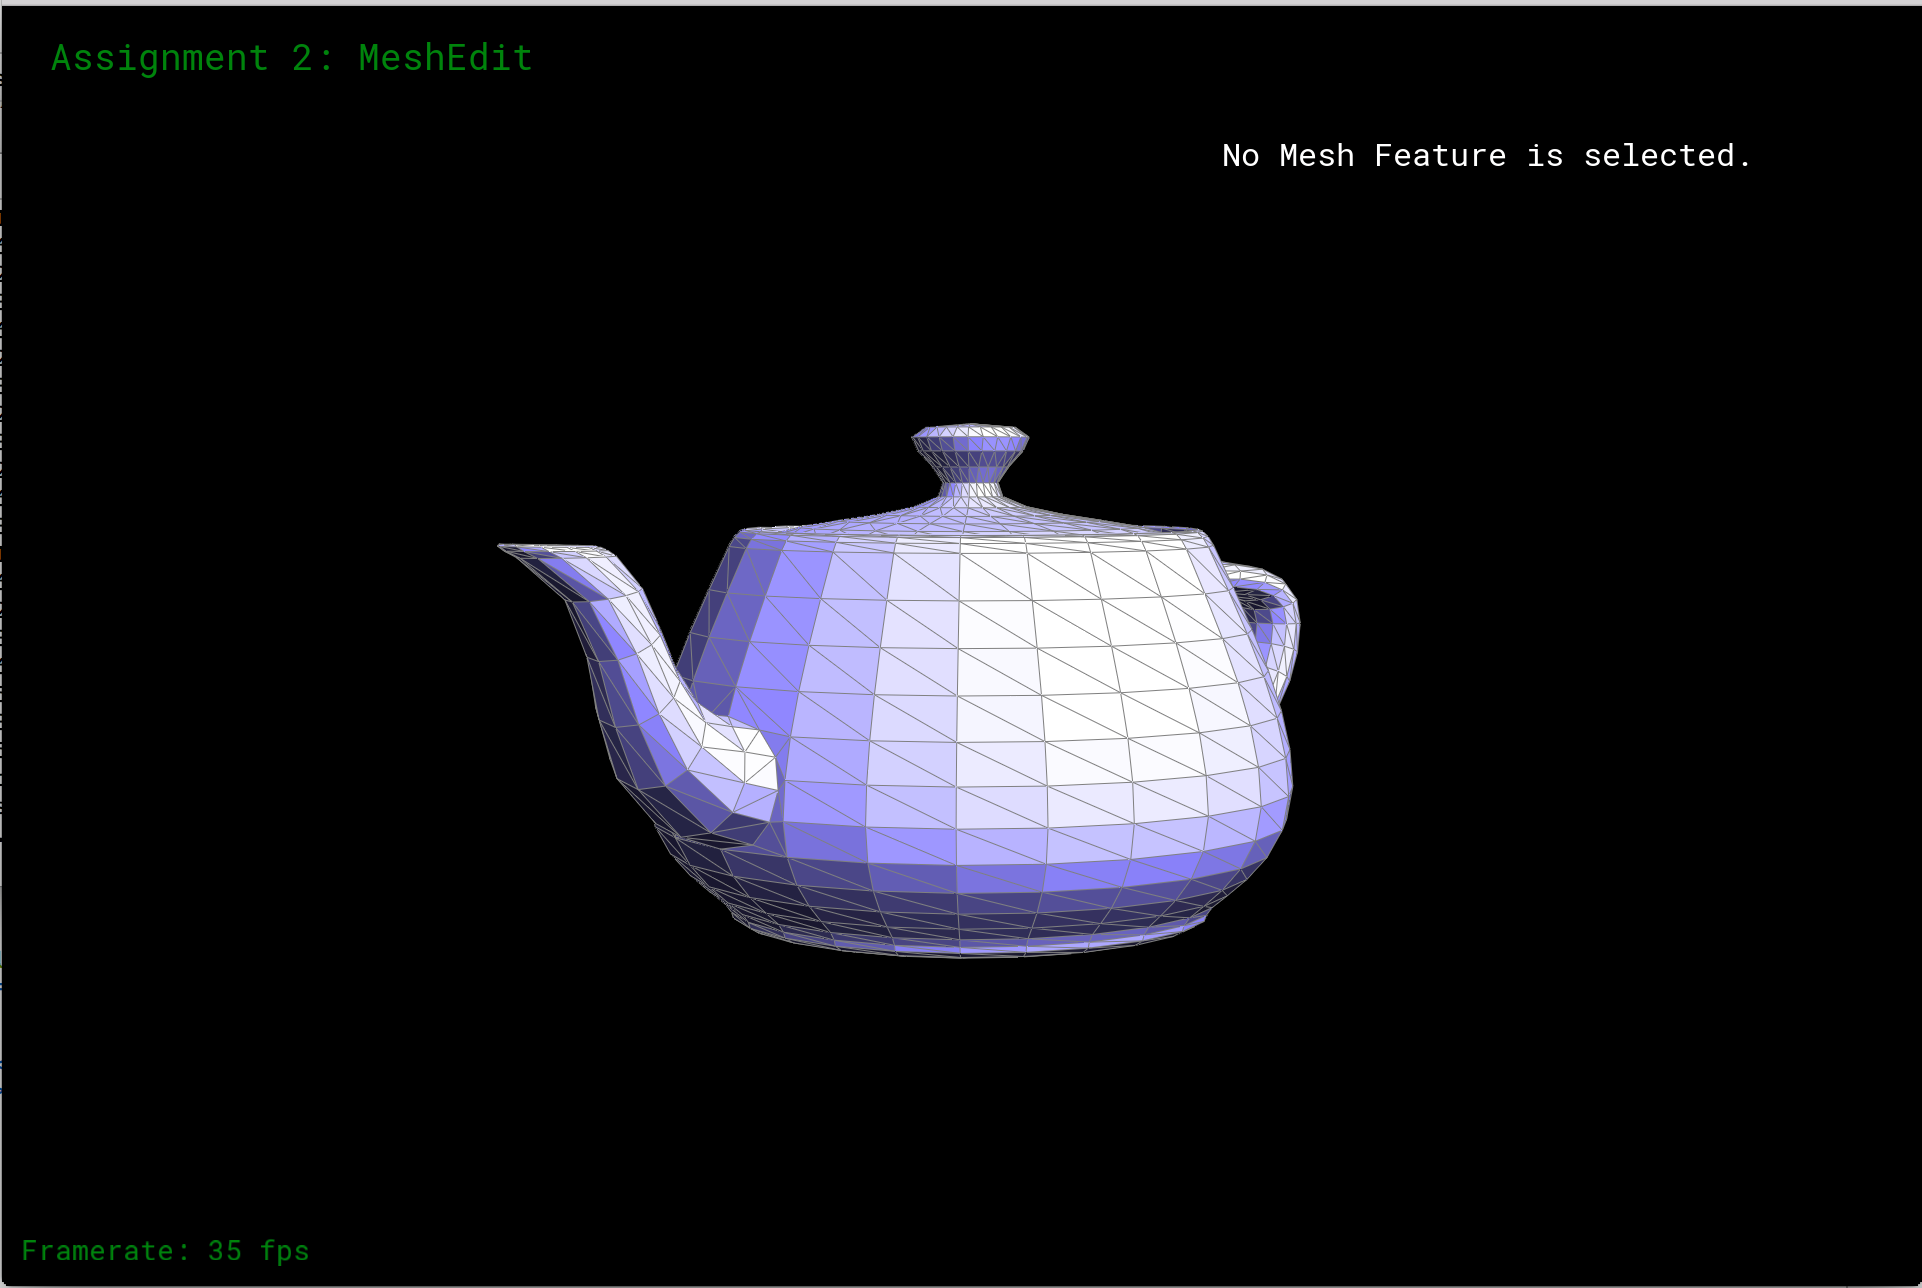 Assignment 2: MeshEdit
No Mesh Feature is selected.
Framerate: 35 fps